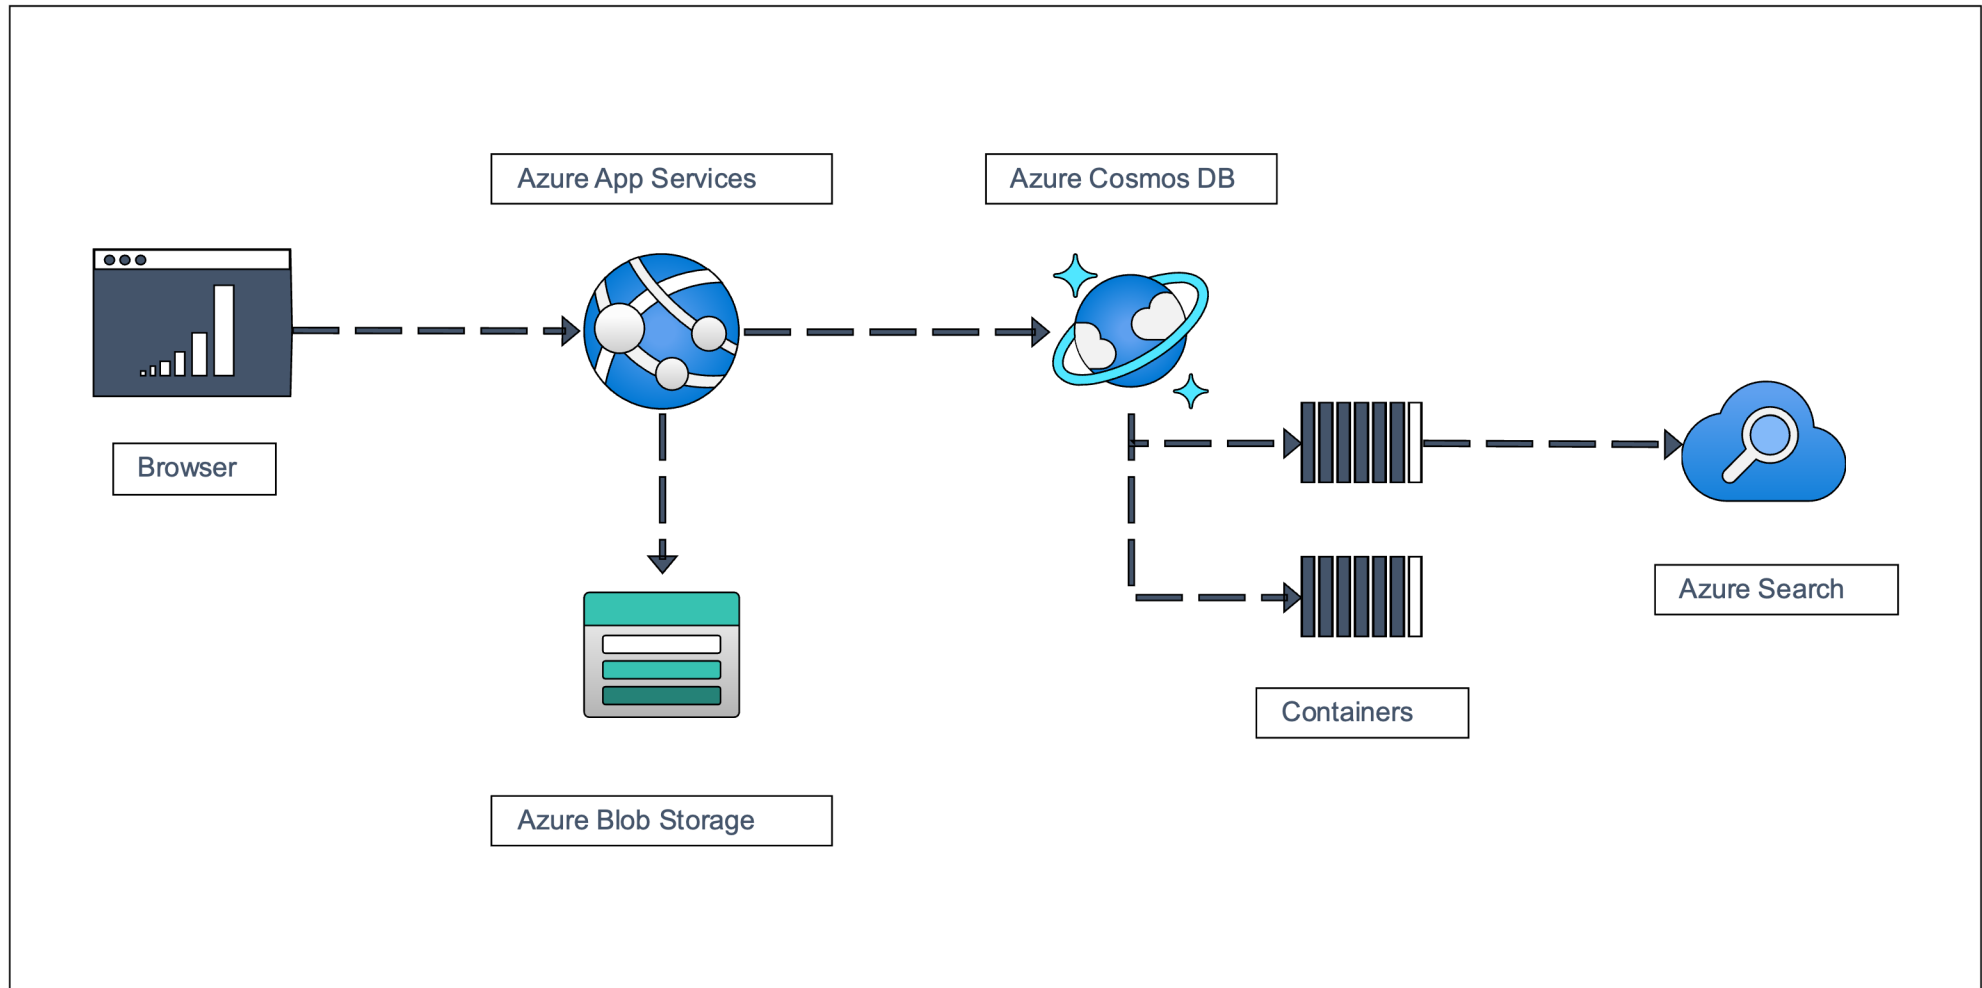 Azure App Services
Azure Cosmos DB
Browser
Azure Search
Containers
Azure Blob Storage